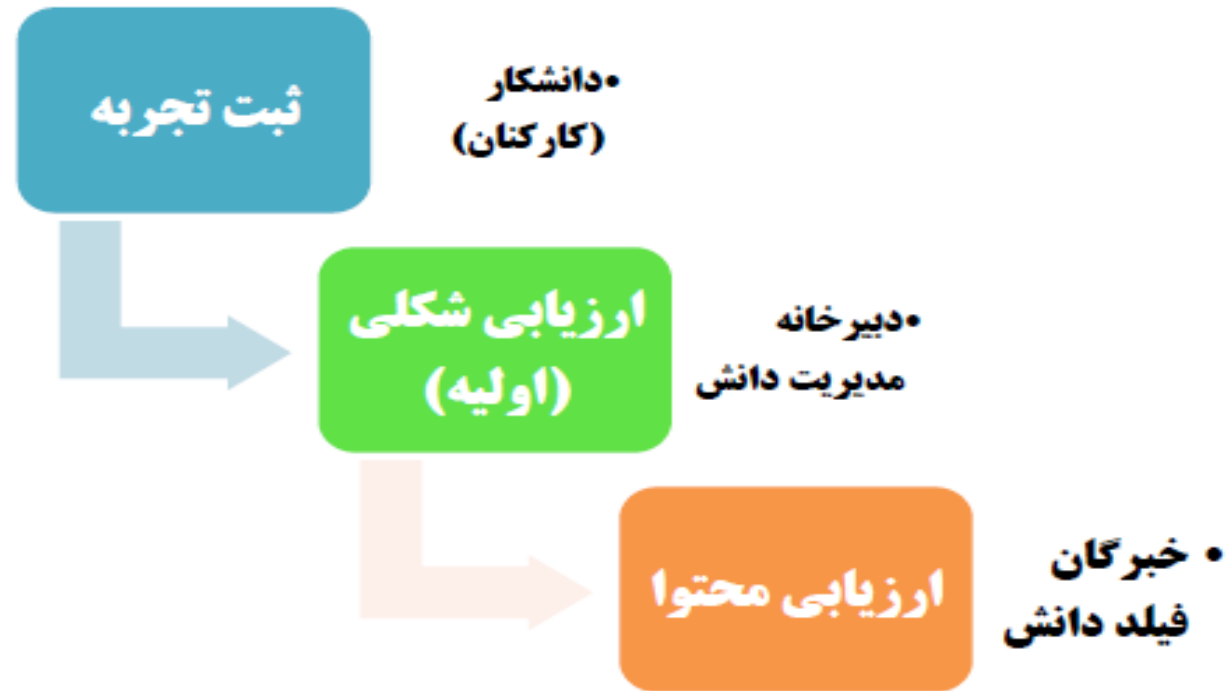 ثبت تجربه
•دانشکار
(کارکنان)
ارزیابی شکلی
(اولیه)
•دبیرخانه
مدیریت دانش
ارزیابی محتوا
• خبرگان
فیلد دانش